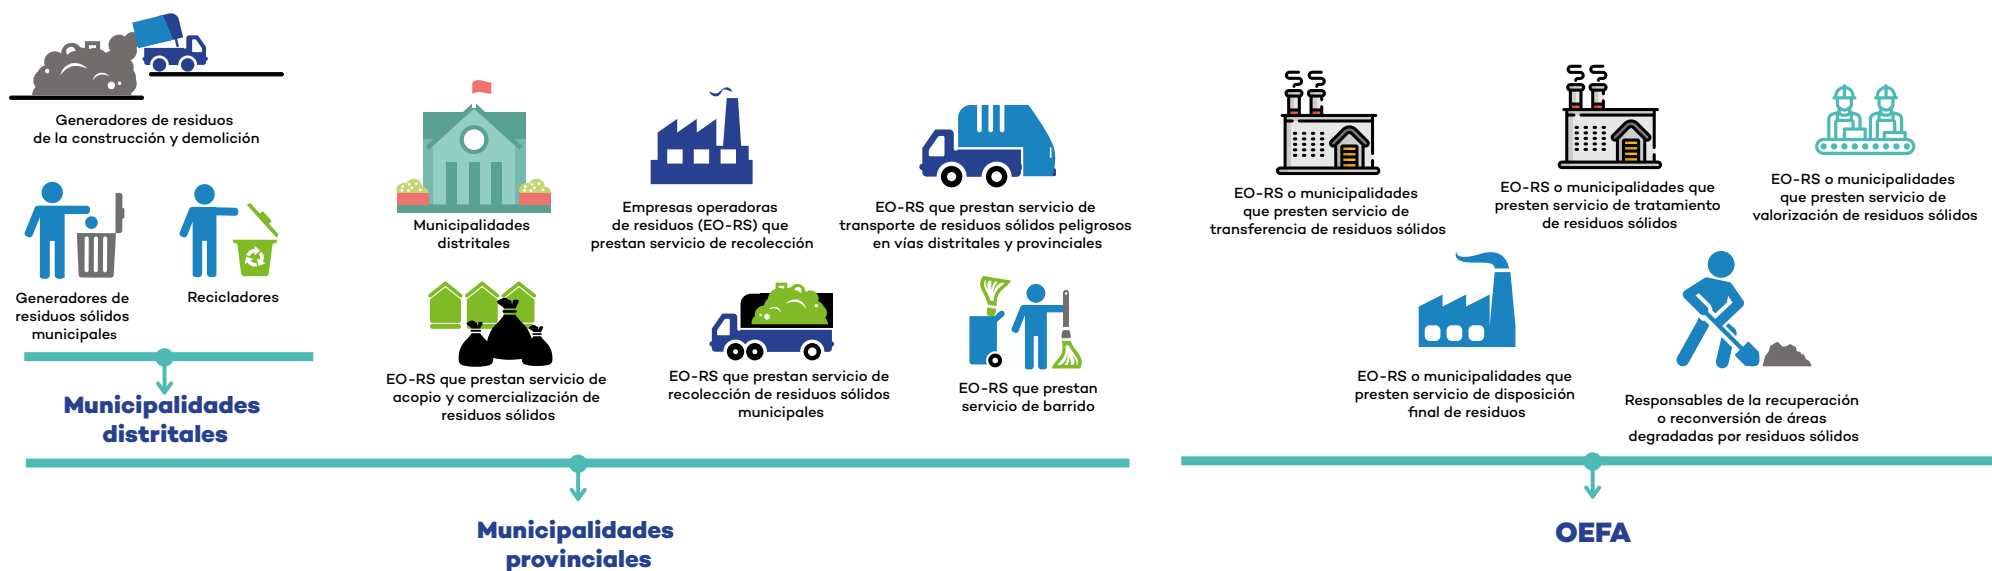 Generadores de residuos
de la construcción y demolición
Generadores de
residuos sólidos
municipales
Recicladores
Municipalidades
distritales
Municipalidades
distritales
Empresas operadoras
de residuos (EO-RS) que
prestan servicio de recolección
EO-RS que prestan servicio de
transporte de residuos sólidos peligrosos
en vías distritales y provinciales
EO-RS que prestan servicio de
acopio y comercialización de
residuos sólidos
EO-RS que prestan servicio de
recolección de residuos sólidos
municipales
EO-RS que prestan
servicio de barrido
Municipalidades
provinciales
EO-RS o municipalidades
que presten servicio de
transferencia de residuos sólidos
EO-RS o municipalidades que
presten servicio de tratamiento
de residuos sólidos
EO-RS o municipalidades
que presten servicio de
valorización de residuos sólidos
EO-RS o municipalidades que
presten servicio de disposición
final de residuos
Responsables de la recuperación
o reconversión de áreas
degradadas por residuos sólidos
OEFA